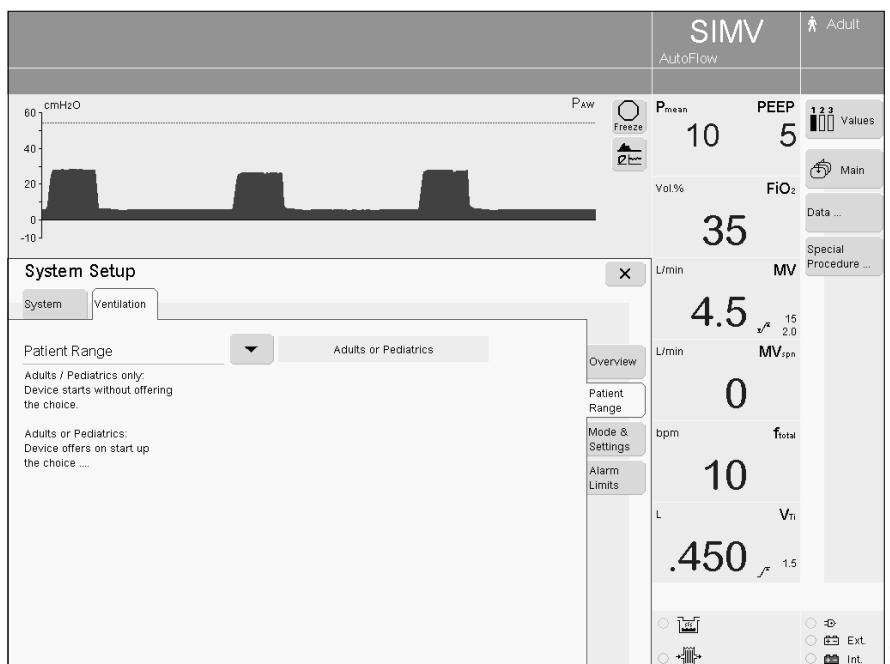 SIMV
AutoFlow
Adult
60
cmH2O
PAW
40
20
0
-10
Freeze
Pmean
PEEP
10
5
1 2 3
Values
Main
Vol.%
FiO2
35
Data ...
Special
Procedure ...
System Setup
System
Ventilation
Patient Range
Adults or Pediatrics
Adults / Pediatrics only:
Device starts without offering
the choice.
Adults or Pediatrics:
Device offers on start up
the choice ....
Overview
Patient
Range
Mode &
Settings
Alarm
Limits
L/min
MV
4.5
15
2.0
L/min
MVspn
0
bpm
ftotal
10
L
VTi
.450
1.5
Ext.
Int.